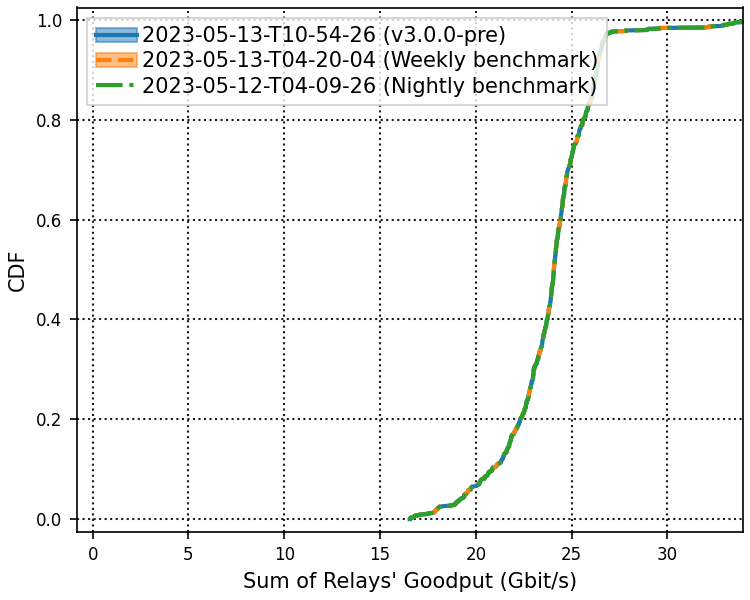 2023-05-13-T10-54-26 (v3.0.0-pre)
2023-05-13-T04-20-04 (Weekly benchmark)
2023-05-12-T04-09-26 (Nightly benchmark)
1.0
0.8
0.6
0.4
0.2
0.0
CDF
0 5 10 15 20 25 30
Sum of Relays' Goodput (Gbit/s)